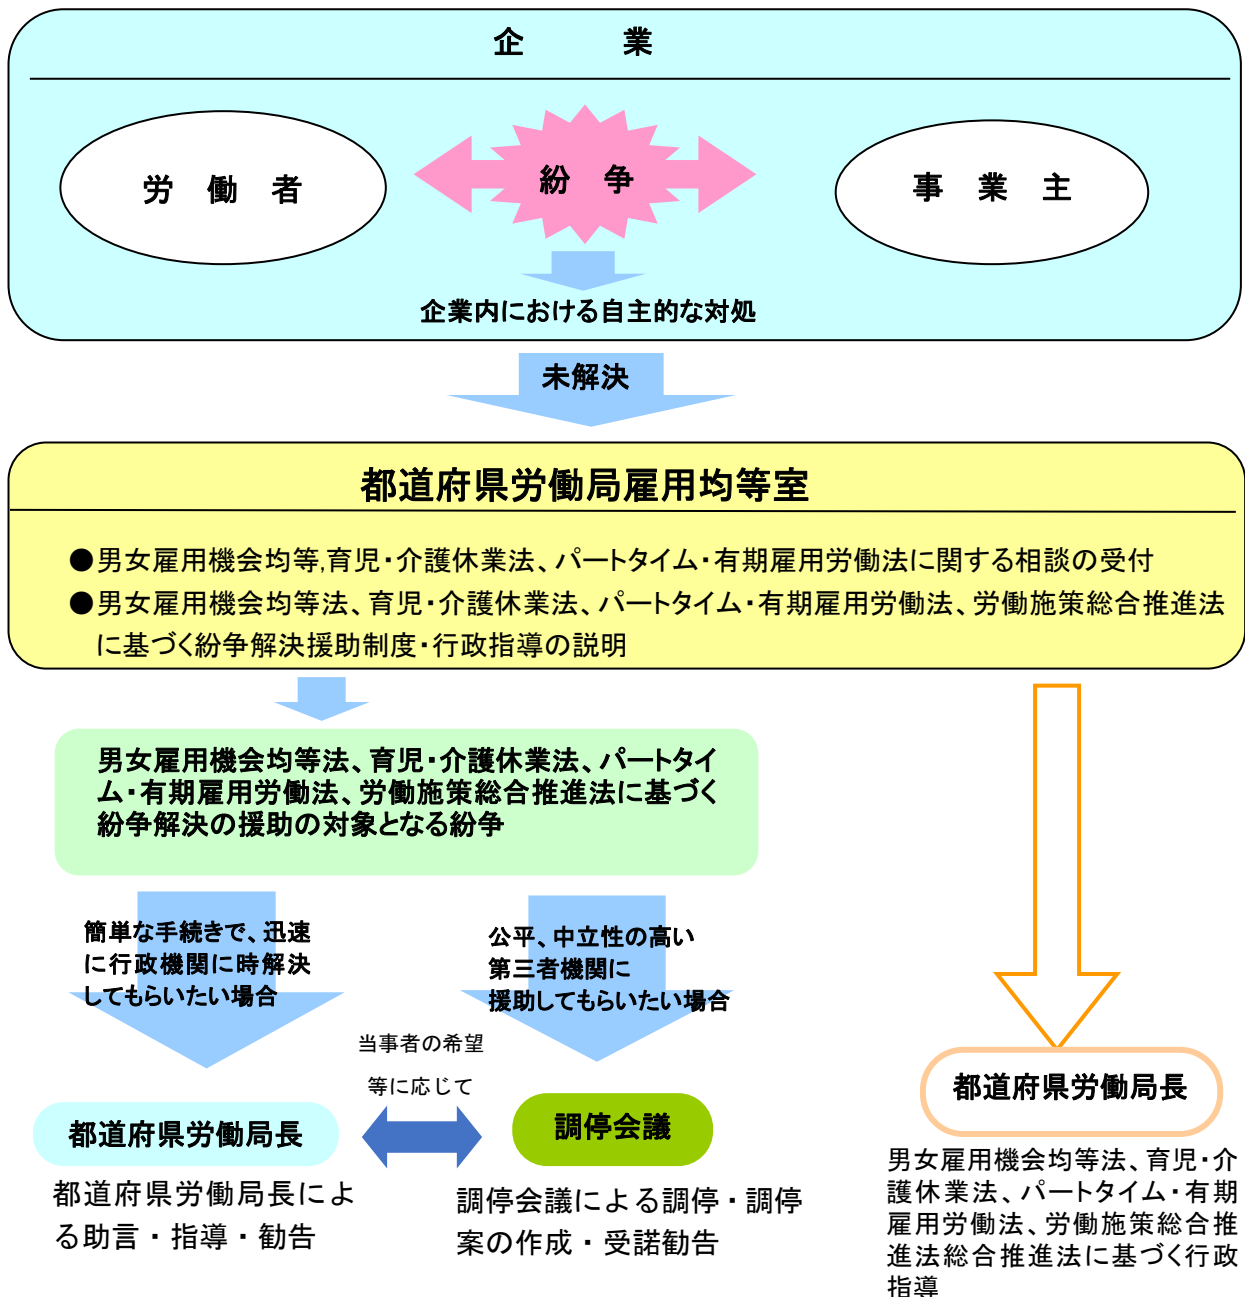 企　業
労　働　者
紛　争
事　業　主
企業内における自主的な対処
未解決
都道府県労働局雇用均等室
●男女雇用機会均等,育児・介護休業法、パートタイム・有期雇用労働法に関する相談の受付
●男女雇用機会均等法、育児・介護休業法、パートタイム・有期雇用労働法、労働施策総合推進法
に基づく紛争解決援助制度・行政指導の説明
男女雇用機会均等法、育児・介護休業法、パートタイ
ム・有期雇用労働法、労働施策総合推進法に基づく
紛争解決の援助の対象となる紛争
簡単な手続きで、迅速
に行政機関に時解決
してもらいたい場合
公平、中立性の高い
第三者機関に
援助してもらいたい場合
当事者の希望
等に応じて
都道府県労働局長
都道府県労働局長によ
る助言・指導・勧告
調停会議
調停会議による調停・調停
案の作成・受諾勧告
都道府県労働局長
男女雇用機会均等法、育児・介
護休業法、パートタイム・有期
雇用労働法、労働施策総合推
進法総合推進法に基づく行政
指導